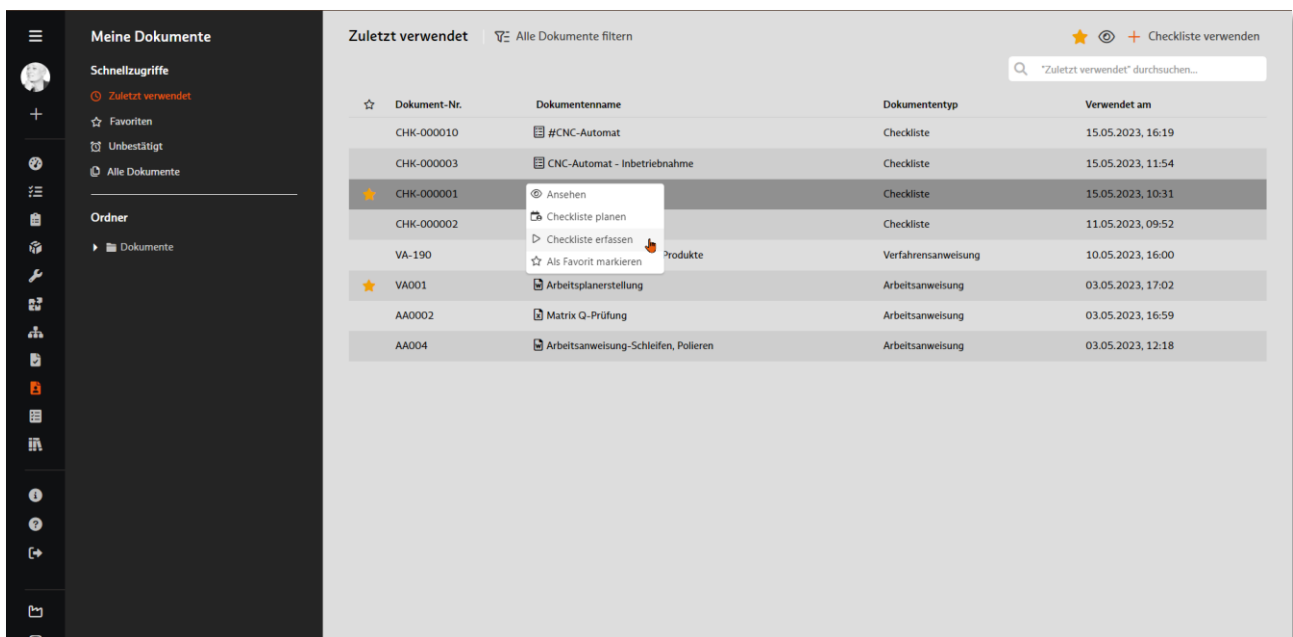 Meine Dokumente
Schnellzugriffe
Zuletzt verwendet
Favoriten
Unbestätigt
Alle Dokumente
Ordner
Dokumente
Zuletzt verwendet Alle Dokumente filtern Checkliste verwenden
"Zuletzt verwendet" durchsuchen...
Dokument-Nr. Dokumentenname Dokumententyp Verwendet am
CHK-000010 #CNC-Automat Checkliste 15.05.2023, 16:19
CHK-000003 CNC-Automat - Inbetriebnahme Checkliste 15.05.2023, 11:54
CHK-000001 Checkliste 15.05.2023, 10:31
CHK-000002 Checkliste 11.05.2023, 09:52
VA-190 Produkte Verfahrensanweisung 10.05.2023, 16:00
VA001 Arbeitsplanerstellung Arbeitsanweisung 03.05.2023, 17:02
AA0002 Matrix Q-Prüfung Arbeitsanweisung 03.05.2023, 16:59
AA004 Arbeitsanweisung-Schleifen, Polieren Arbeitsanweisung 03.05.2023, 12:18
Ansehen
Checkliste planen
Checkliste erfassen
Als Favorit markieren